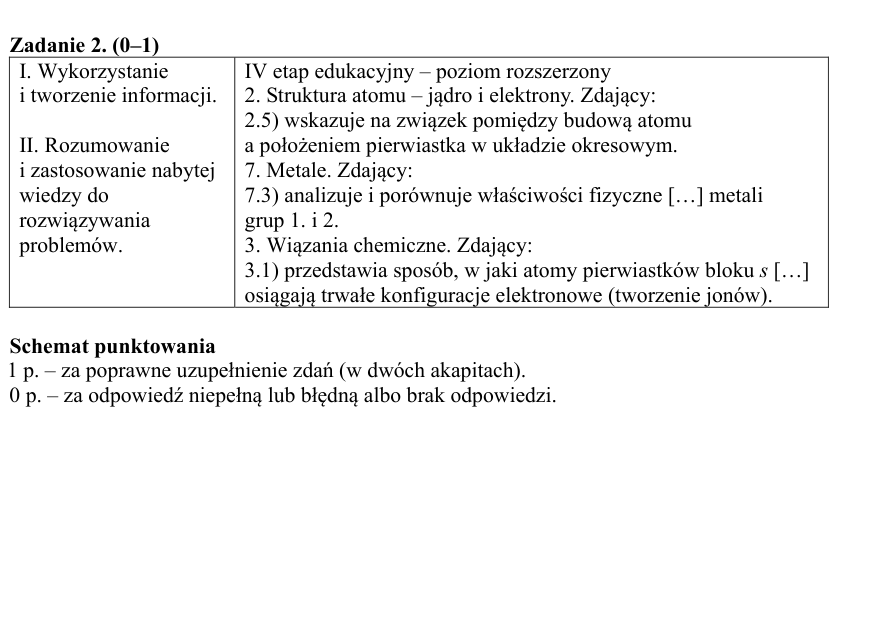 Zadanie 2. (0–1)
I. Wykorzystanie
i tworzenie informacji.
II. Rozumowanie
i zastosowanie nabytej
wiedzy do
rozwiązywania
problemów.
IV etap edukacyjny – poziom rozszerzony
2. Struktura atomu – jądro i elektrony. Zdający:
2.5) wskazuje na związek pomiędzy budową atomu
a położeniem pierwiastka w układzie okresowym.
7. Metale. Zdający:
7.3) analizuje i porównuje właściwości fizyczne […] metali
grup 1. i 2.
3. Wiązania chemiczne. Zdający:
3.1) przedstawia sposób, w jaki atomy pierwiastków bloku s […]
osiągają trwałe konfiguracje elektronowe (tworzenie jonów).
Schemat punktowania
1 p. – za poprawne uzupełnienie zdań (w dwóch akapitach).
0 p. – za odpowiedź niepełną lub błędną albo brak odpowiedzi.